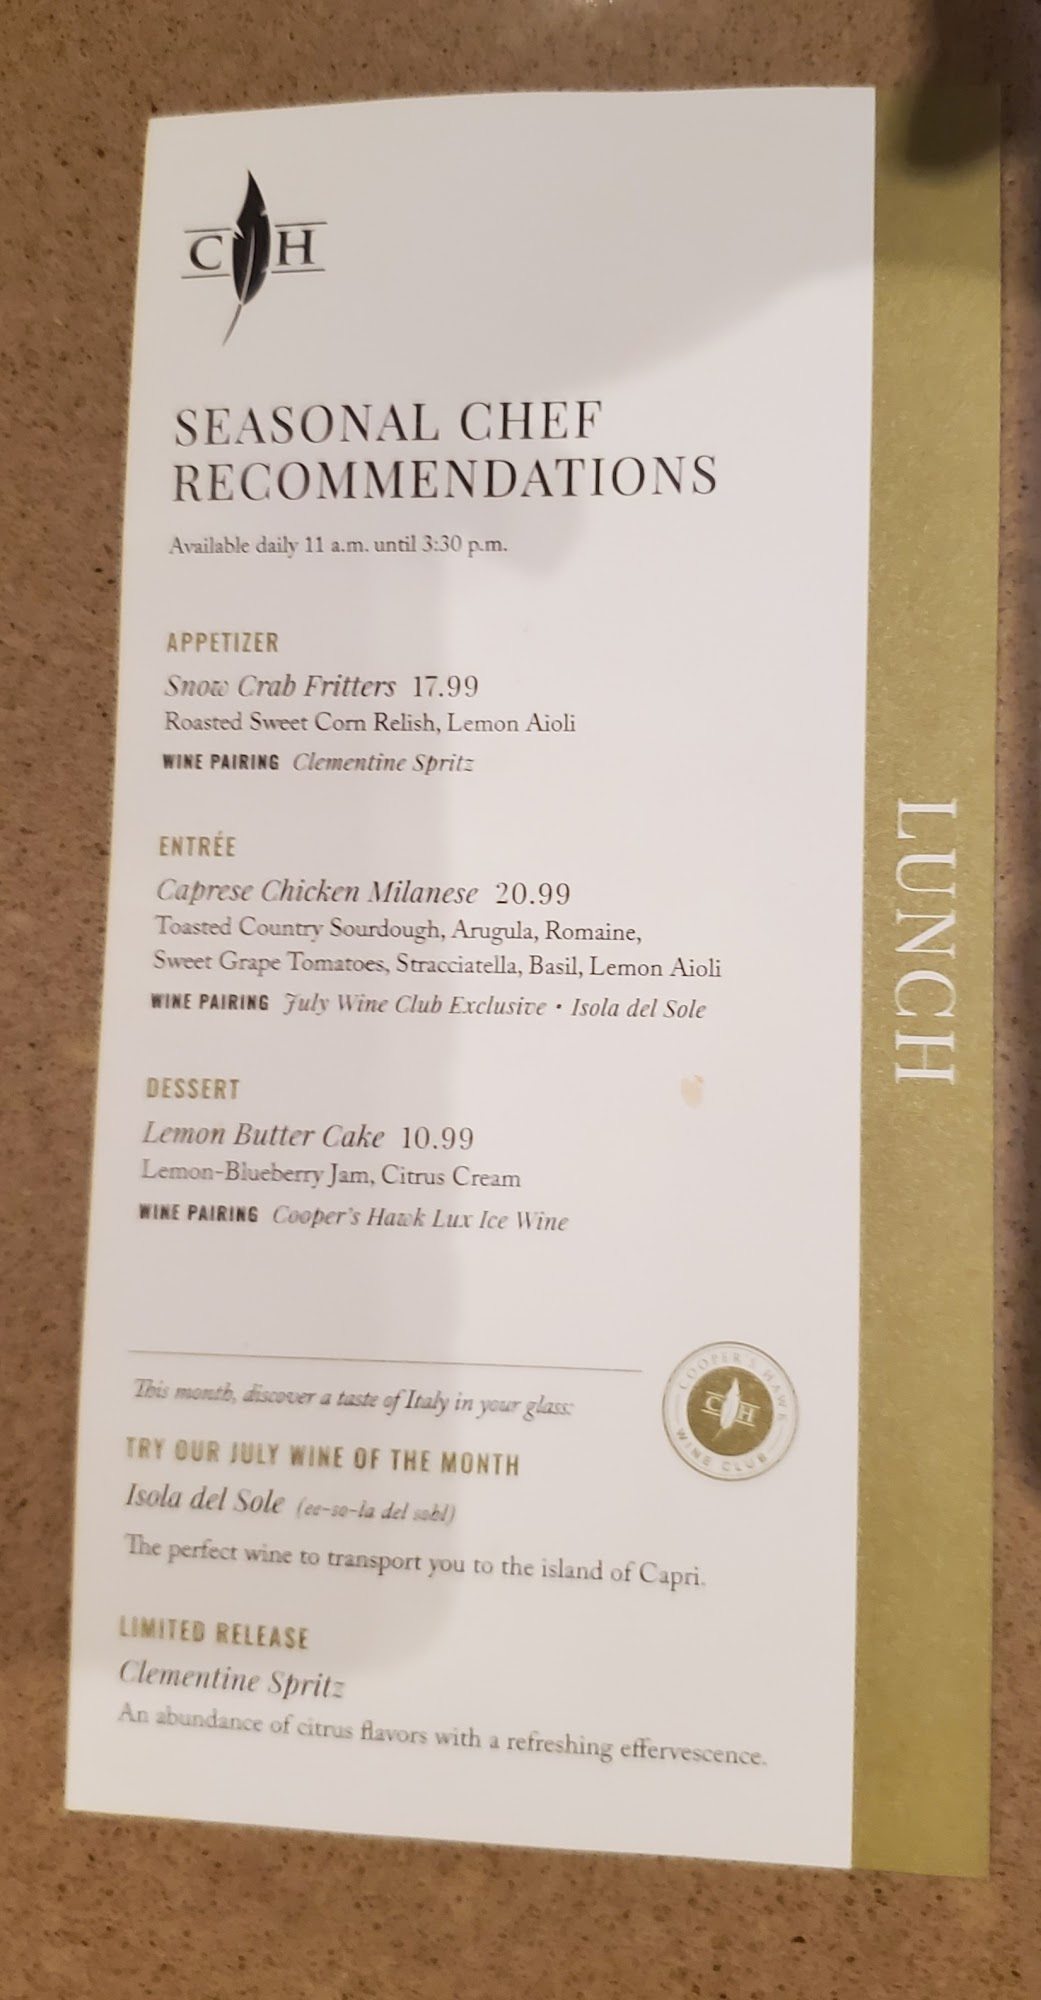 C H
SEASONAL CHEF
RECOMMENDATIONS
Available daily 11 a.m. until 3:30 p.m.
APPETIZER
Snow Crab Fritters 17.99
Roasted Sweet Corn Relish, Lemon Aioli
WINE PAIRING Clementine Spritz
ENTRÉE
Caprese Chicken Milanese 20.99
Toasted Country Sourdough, Arugula, Romaine,
Sweet Grape Tomatoes, Stracciatella, Basil, Lemon Aioli
WINE PAIRING July Wine Club Exclusive • Isola del Sole
DESSERT
Lemon Butter Cake 10.99
Lemon-Blueberry Jam, Citrus Cream
WINE PAIRING Cooper's Hawk Lux Ice Wine
This month, discover a taste of Italy in your glass:
TRY OUR JULY WINE OF THE MONTH
Isola del Sole (ee-so-la del sohl)
The perfect wine to transport you to the island of Capri.
LIMITED RELEASE
Clementine Spritz
An abundance of citrus flavors with a refreshing effervescence.
COOPER'S HAWK
C H
WINE CLUB
LUNCH